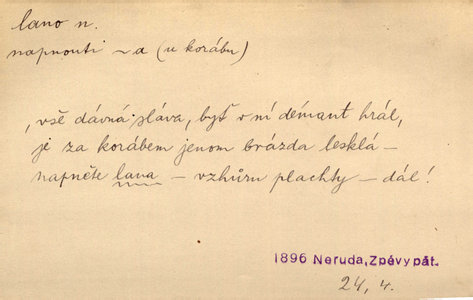 lano n.
napnouti ~a (u korábu)
, vše dávná sláva, byť v ní démant hrál,
je za korábem jenom brázda lesklá –
napněte lana – vzhůru plachty – dál!
1896 Neruda, Zpěvy pát.
24, 4.